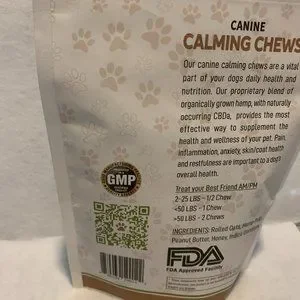 CANINE
CALMING CHEWS
Our canine calming chews are a vital
part of your dogs daily health and
nutrition. Our proprietary blend of
organically grown hemp, with naturally
occurring CBDa, provides the most
effective way to supplement the
health and wellness of your pet. Pain,
inflammation, anxiety, skin/coat health
and restfulness are important to a dog's
overall health.
Treat your Best Friend AM/PM
2-25 LBS - 1/2 Chew
<50 LBS - 1 Chew
>50 LBS - 2 Chews
GMP
INGREDIENTS: Rolled Oats, Hemp
Peanut Butter, Honey,
FDA
FDA Approved Facility